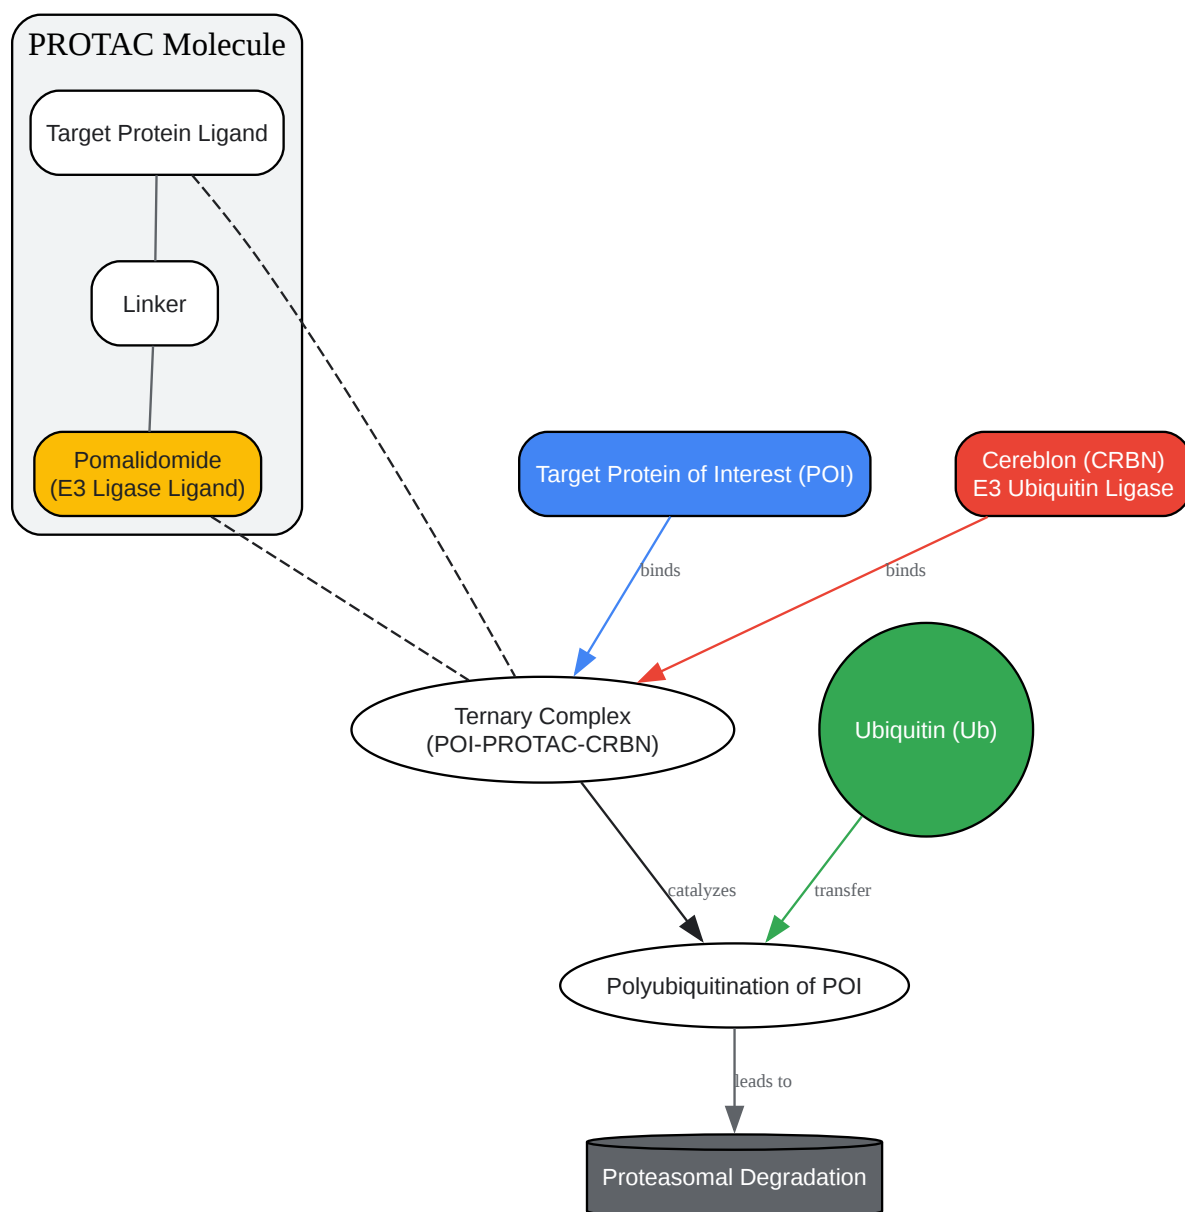 PROTAC Molecule
Target Protein Ligand
Linker
Pomalidomide
(E3 Ligase Ligand)
Target Protein of Interest (POI)
Cereblon (CRBN)
E3 Ubiquitin Ligase
binds
binds
Ternary Complex
(POI-PROTAC-CRBN)
Ubiquitin (Ub)
catalyzes
transfer
Polyubiquitination of POI
leads to
Proteasomal Degradation